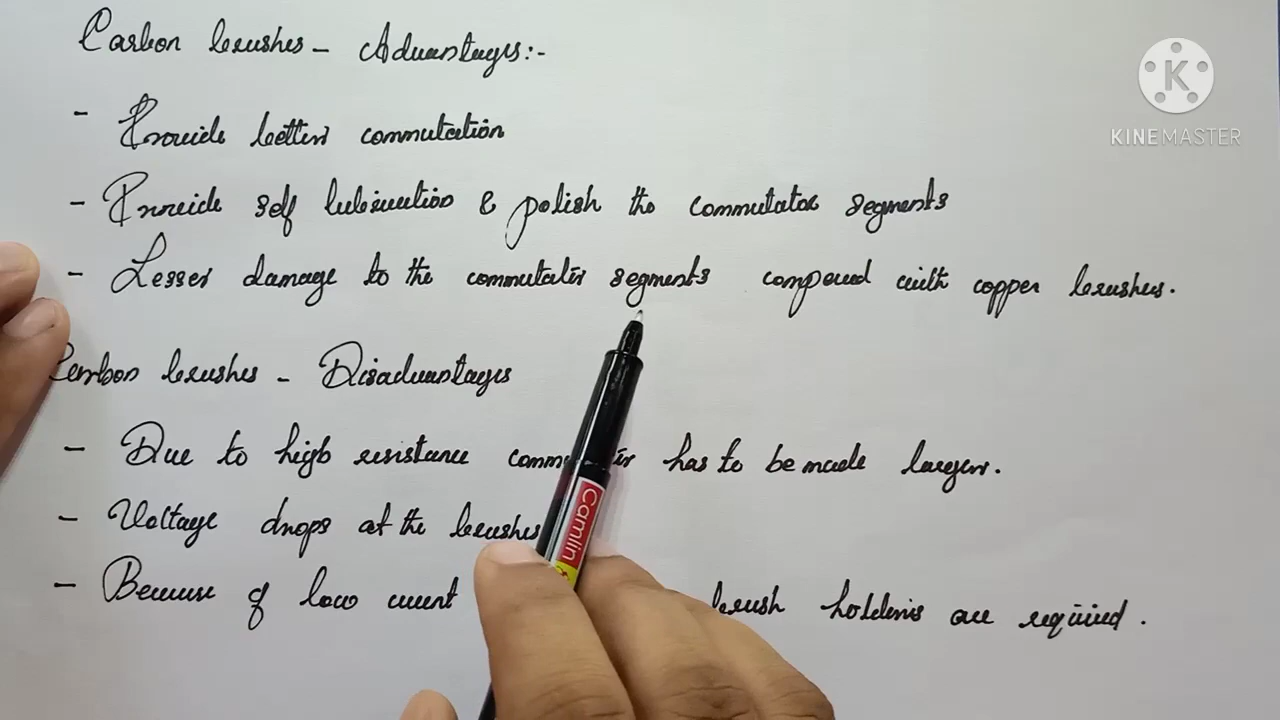 Carbon brushes - Advantages:-
- Provide better commutation
- Provide self lubrication & polish the commutator segments
- Lesser damage to the commutator segments compared with copper brushes.
Carbon brushes - Disadvantages
- Due to high resistance has to be made larger.
- Voltage drops at the brushes
- Because of low current brush holders are required.
K
KINEMASTER
Camlin